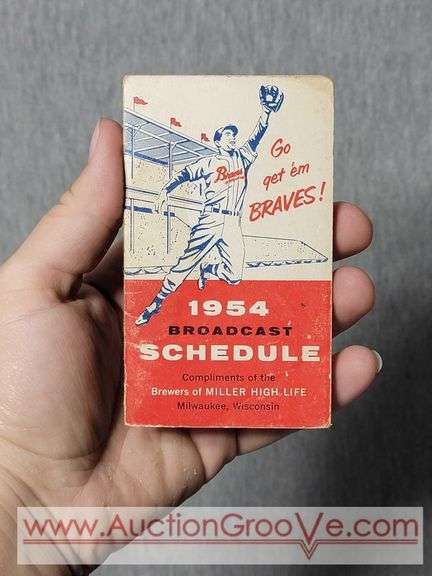 Go
get 'em
BRAVES!
Braves
1954
BROADCAST
SCHEDULE
Compliments of the
Brewers of MILLER HIGH LIFE
Milwaukee, Wisconsin
www.AuctionGrooVe.com